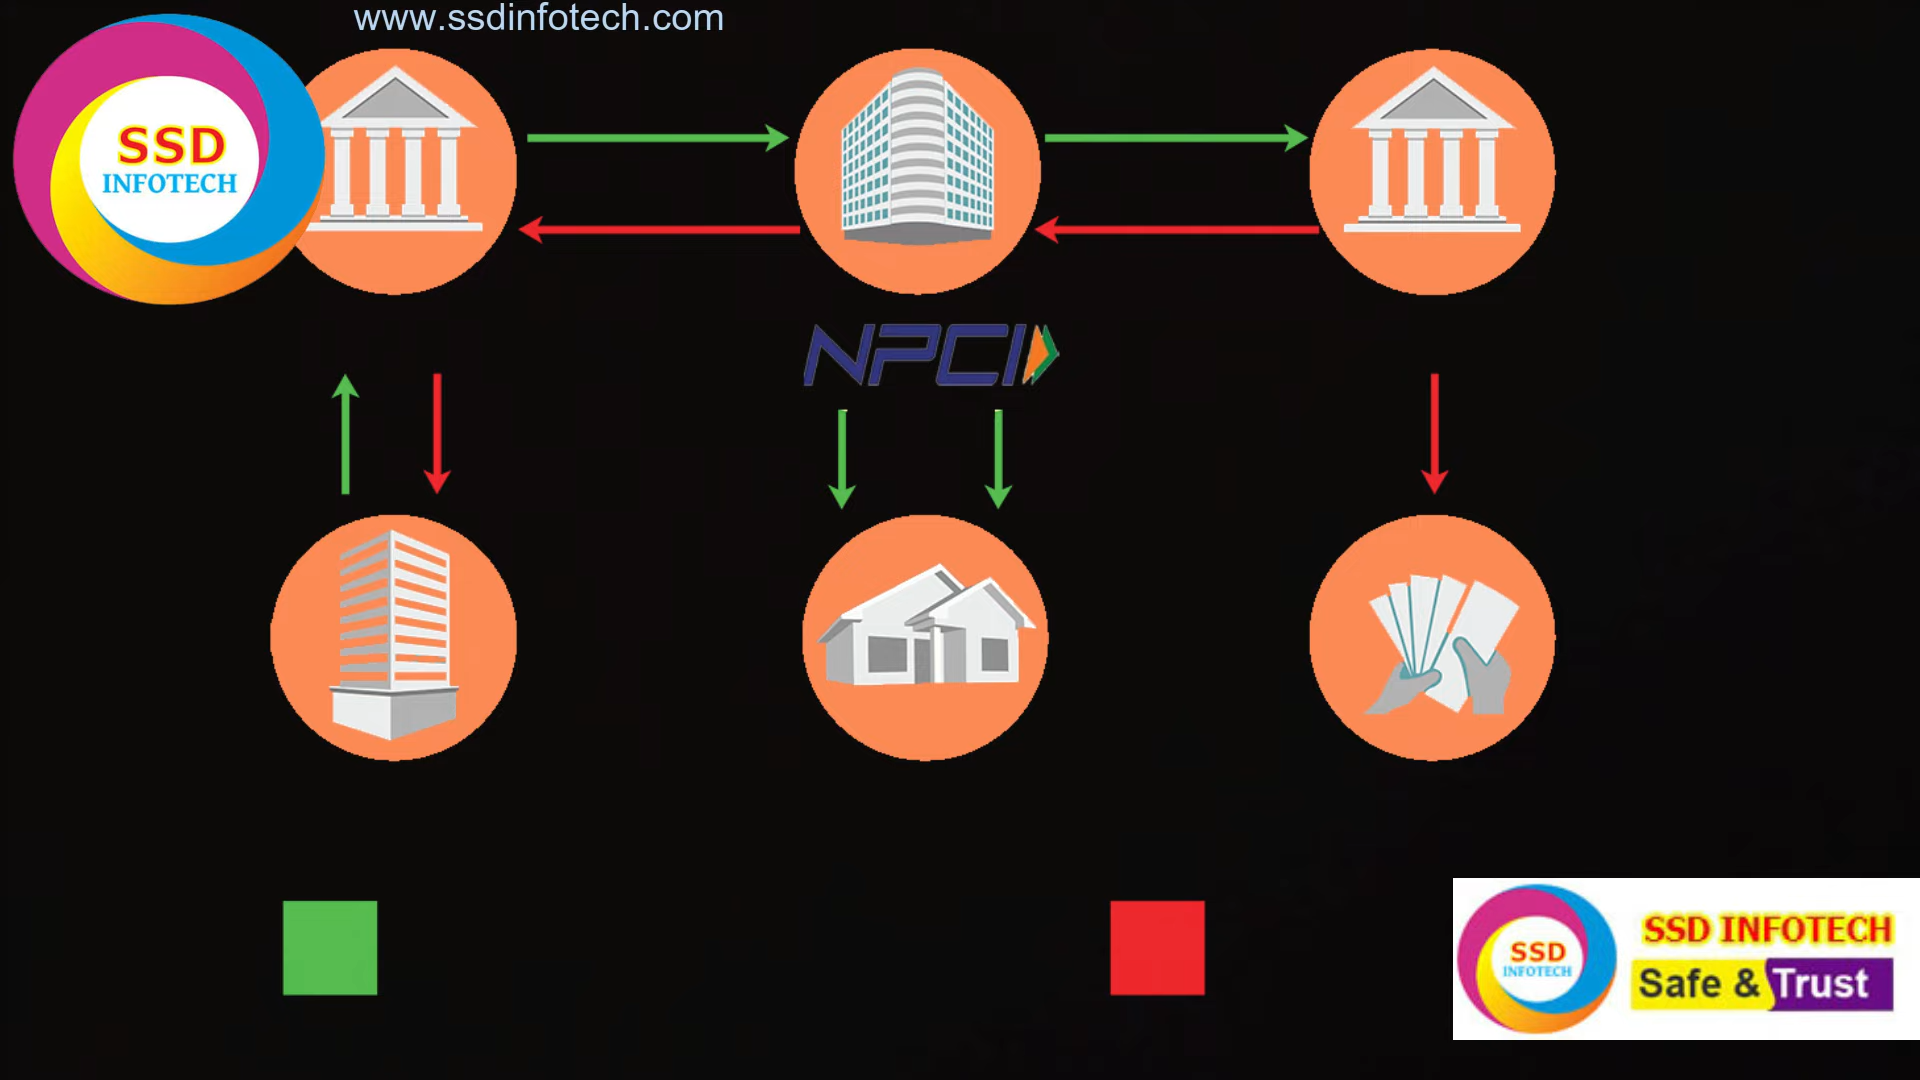 www.ssdinfotech.com
SSD
INFOTECH
NPCI
SSD
INFOTECH
SSD INFOTECH
Safe & Trust